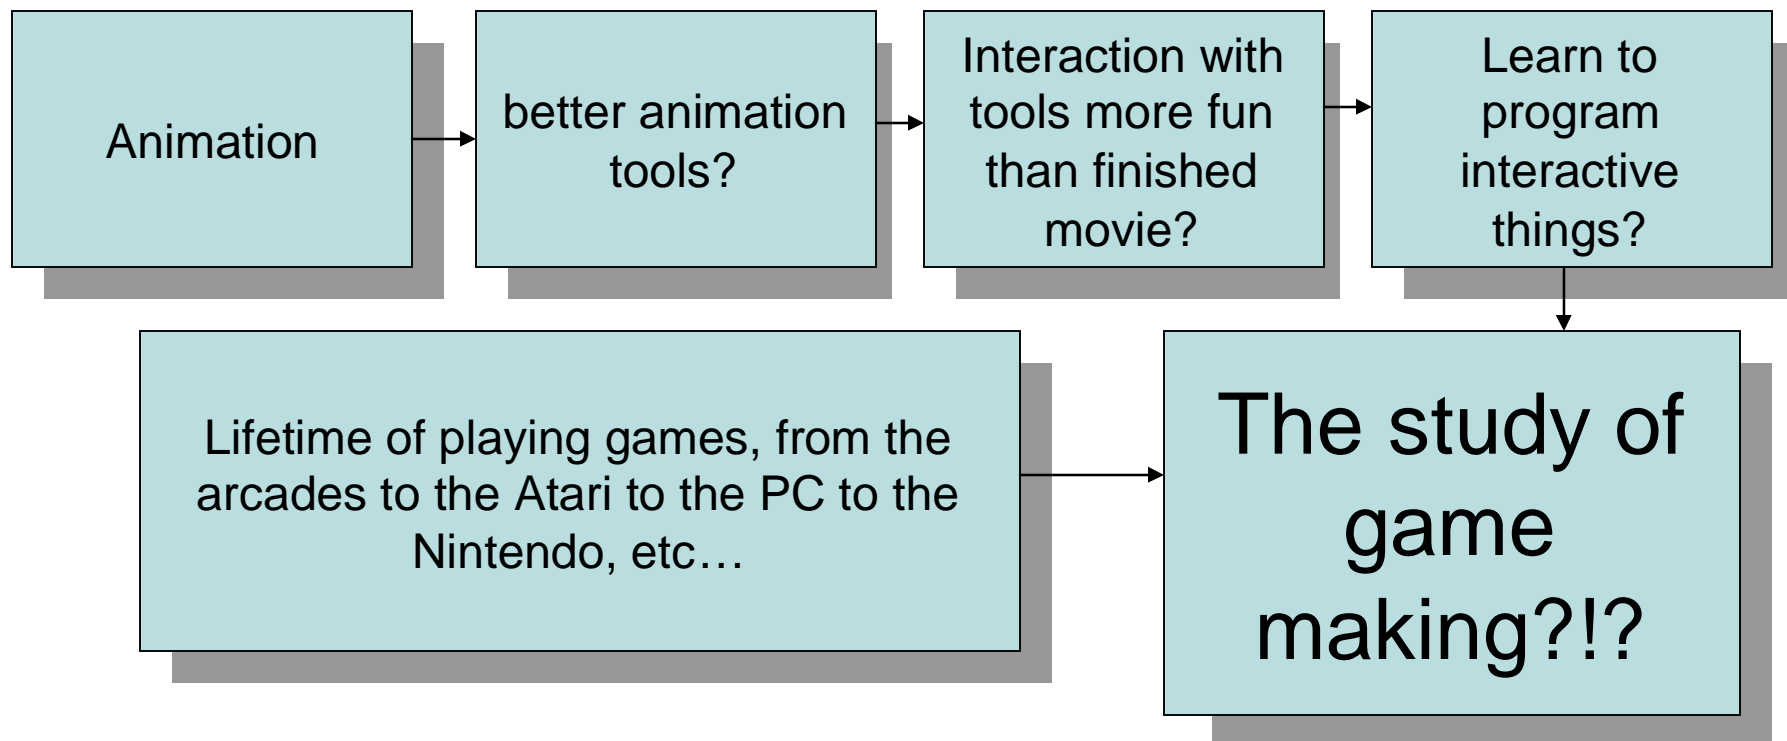 Animation
better animation
tools?
Interaction with
tools more fun
than finished
movie?
Learn to
program
interactive
things?
Lifetime of playing games, from the
arcades to the Atari to the PC to the
Nintendo, etc…
The study of
game
making?!?